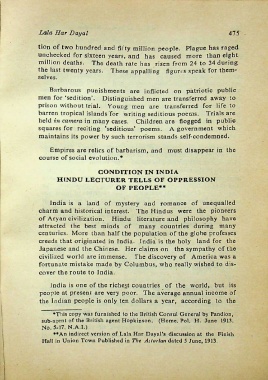 Lala Har Dayal 475
tion of two hundred and fifty million people. Plague has raged
unchecked for sixteen years, and has caused more than eight
million deaths. The death rate has risen from 24 to 34 during
the last twenty years. These appalling figures speak for them-
selves.
Barbarous punishments are inflicted on patriotic public
men for 'sedition'. Distinguished men are transferred away to
prison without trial. Young men are transferred for life to
barren tropical islands for writing seditious poems. Trials are
held in camera in many cases. Children are flogged in public
squares for reciting 'seditious' poems. A government which
maintains its power by such terrorism stands self-condemned.
Empires are relics of barbarism, and must disappear in the
course of social evolution.*
CONDITION IN INDIA
HINDU LECTURER TELLS OF OPPRESSION
OF PEOPLE**
India is a land of mystery and romance of unequalled
charm and historical interest. The Hindus were the pioneers
of Aryan civilization. Hindu literature and philosophy have
attracted the best minds of many countries during many
centuries. More than half the population of the globe professes
creeds that originated in India. India is the holy land for the
Japanese and the Chinese. Her claims on the sympathy of the
civilized world are immense. The discovery of America was a
fortunate mistake made by Columbus, who really wished to dis-
cover the route to India.
India is one of the richest countries of the world, but its
people at present are very poor. The average annual income of
the Indian people is only ten dollars a year, according to the
*This copy was furnished to the British Consul General by Pandion,
sub-agent of the British agent Hopkinson. (Home. Pol. H. June 1913.
No. 5-17. N.A.I.)
**An indirect version of Lala Har Dayal's discussion at the Finish
Hall in Union Town Published in The Astorian dated 5 June, 1913